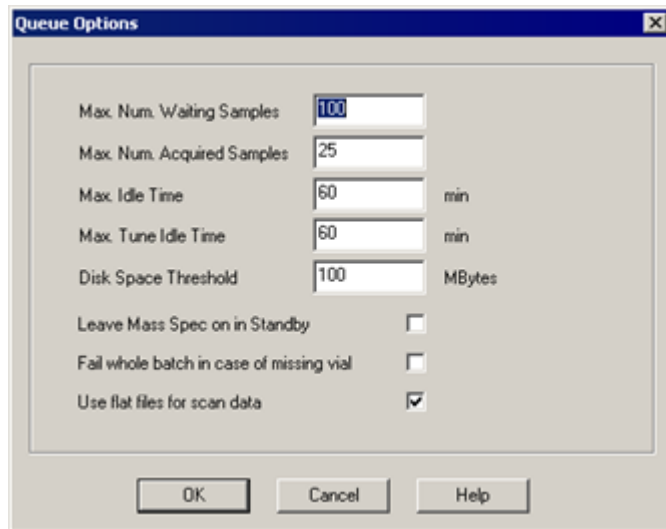 Queue Options
Max. Num. Waiting Samples 100
Max. Num. Acquired Samples 25
Max. Idle Time 60 min
Max. Tune Idle Time 60 min
Disk Space Threshold 100 MBytes
Leave Mass Spec on in Standby
Fail whole batch in case of missing vial
Use flat files for scan data
OK Cancel Help